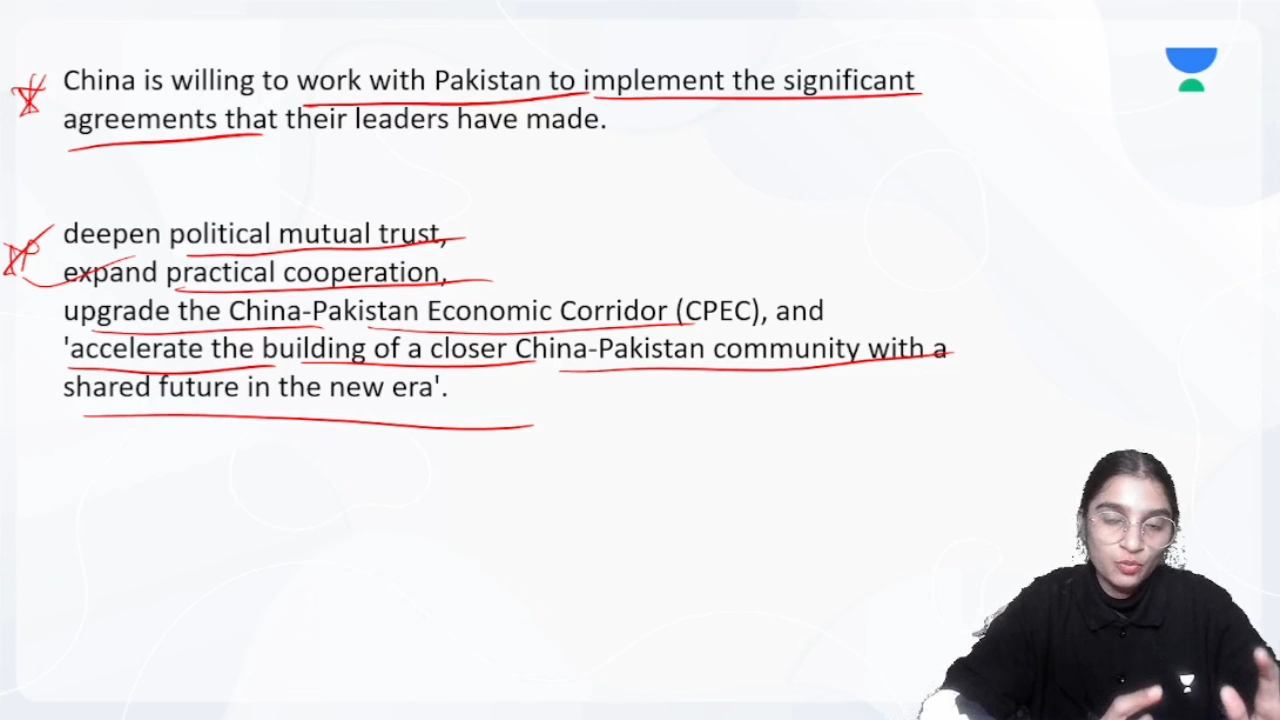 China is willing to work with Pakistan to implement the significant
agreements that their leaders have made.
deepen political mutual trust,
expand practical cooperation,
upgrade the China-Pakistan Economic Corridor (CPEC), and
'accelerate the building of a closer China-Pakistan community with a
shared future in the new era'.